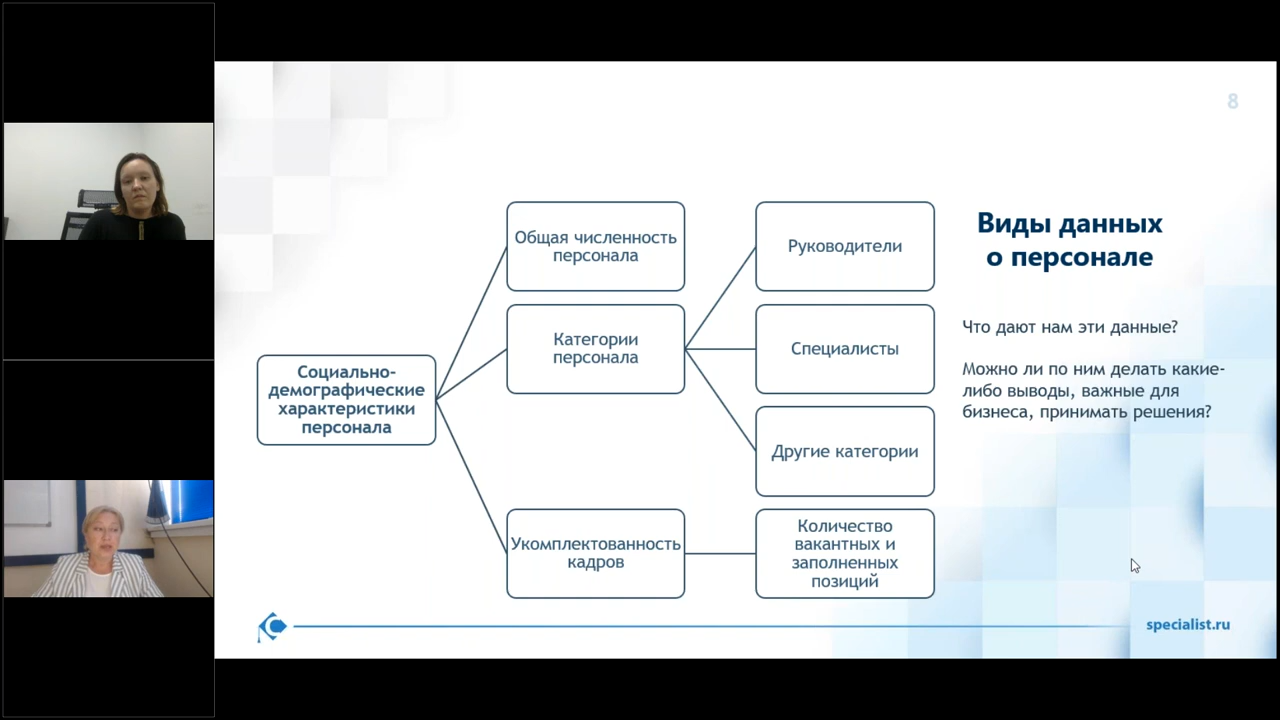 8
Виды данных
о персонале
Что дают нам эти данные?
Можно ли по ним делать какие-
либо выводы, важные для
бизнеса, принимать решения?
Социально-
демографические
характеристики
персонала
Общая численность
персонала
Категории
персонала
Руководители
Специалисты
Другие категории
Укомплектованность
кадров
Количество
вакантных и
заполненных
позиций
specialist.ru